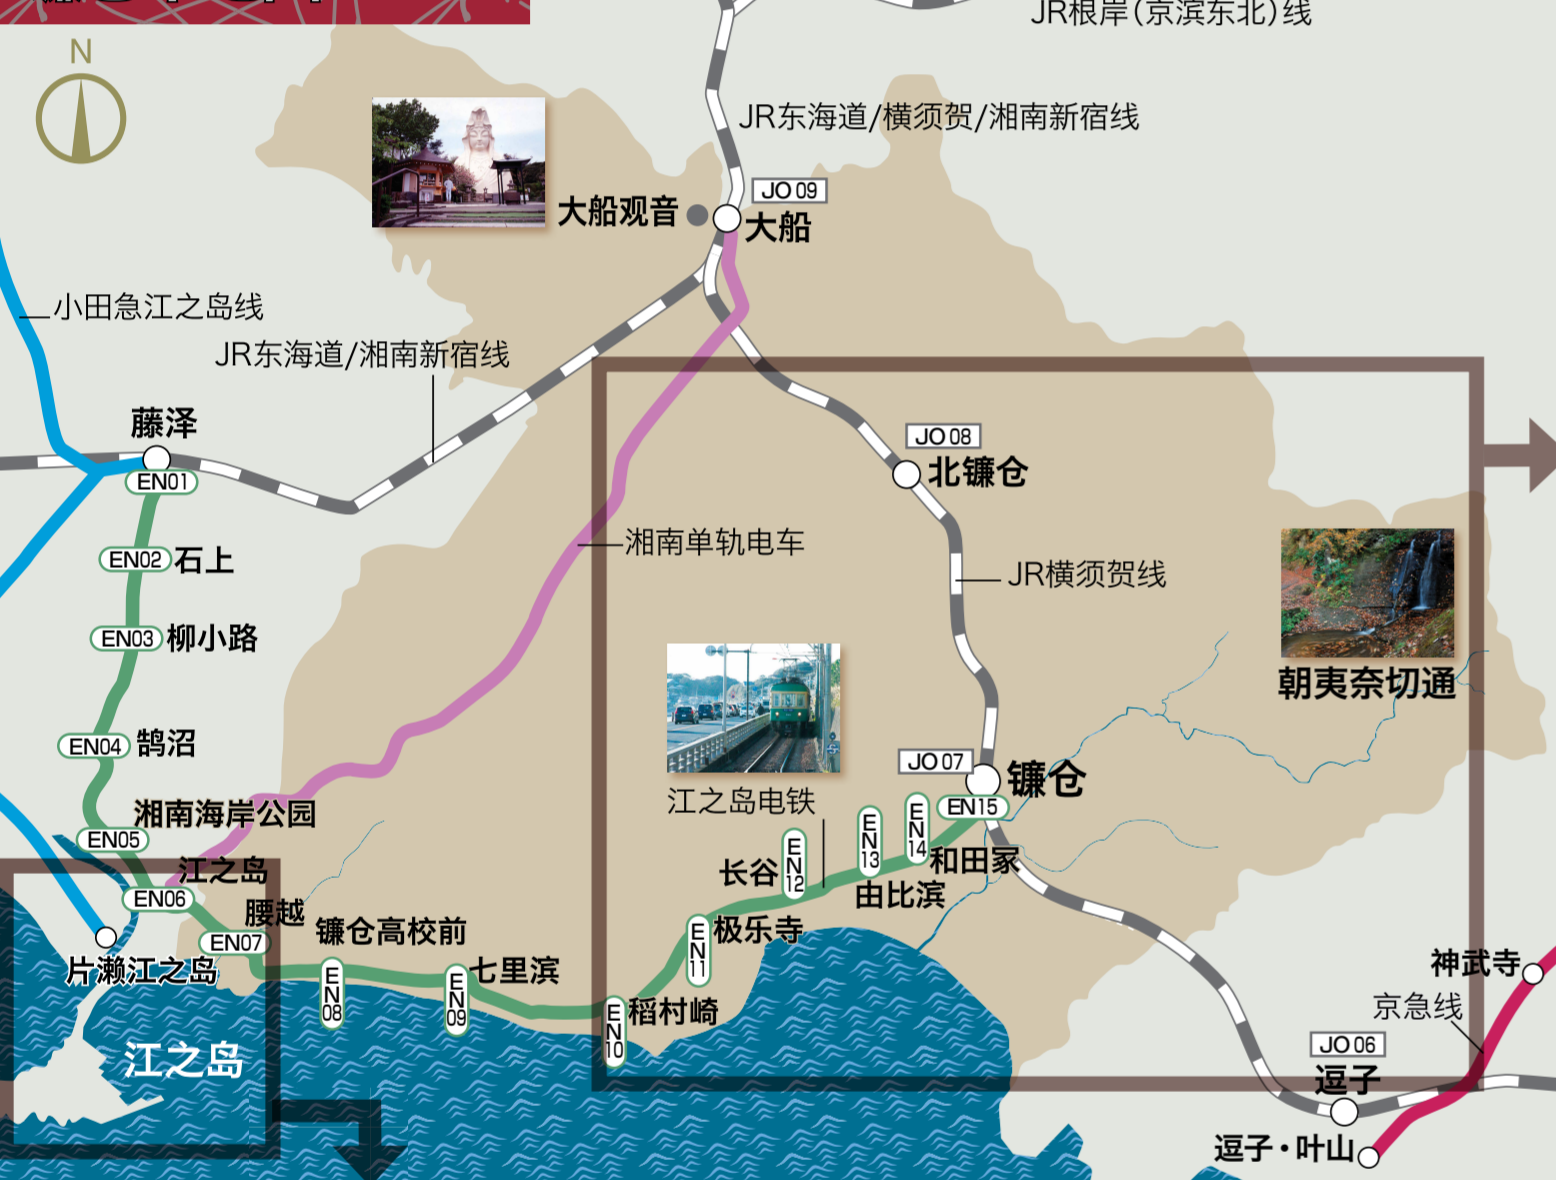 JR根岸(京滨东北)线
N
JR东海道/横须贺/湘南新宿线
JO 09
大船观音
大船
小田急江之岛线
JR东海道/湘南新宿线
藤泽
EN01
JO 08
北镰仓
湘南单轨电车
EN02 石上
JR横须贺线
EN03 柳小路
朝夷奈切通
EN04 鹄沼
JO 07
镰仓
江之岛电铁
EN15
湘南海岸公园
EN05
EN14
和田冢
EN13
由比滨
长谷
EN12
江之岛
EN06
腰越
EN07
镰仓高校前
EN08
七里滨
EN09
极乐寺
EN11
稻村崎
EN10
片濑江之岛
江之岛
神武寺
京急线
JO 06
逗子
逗子・叶山